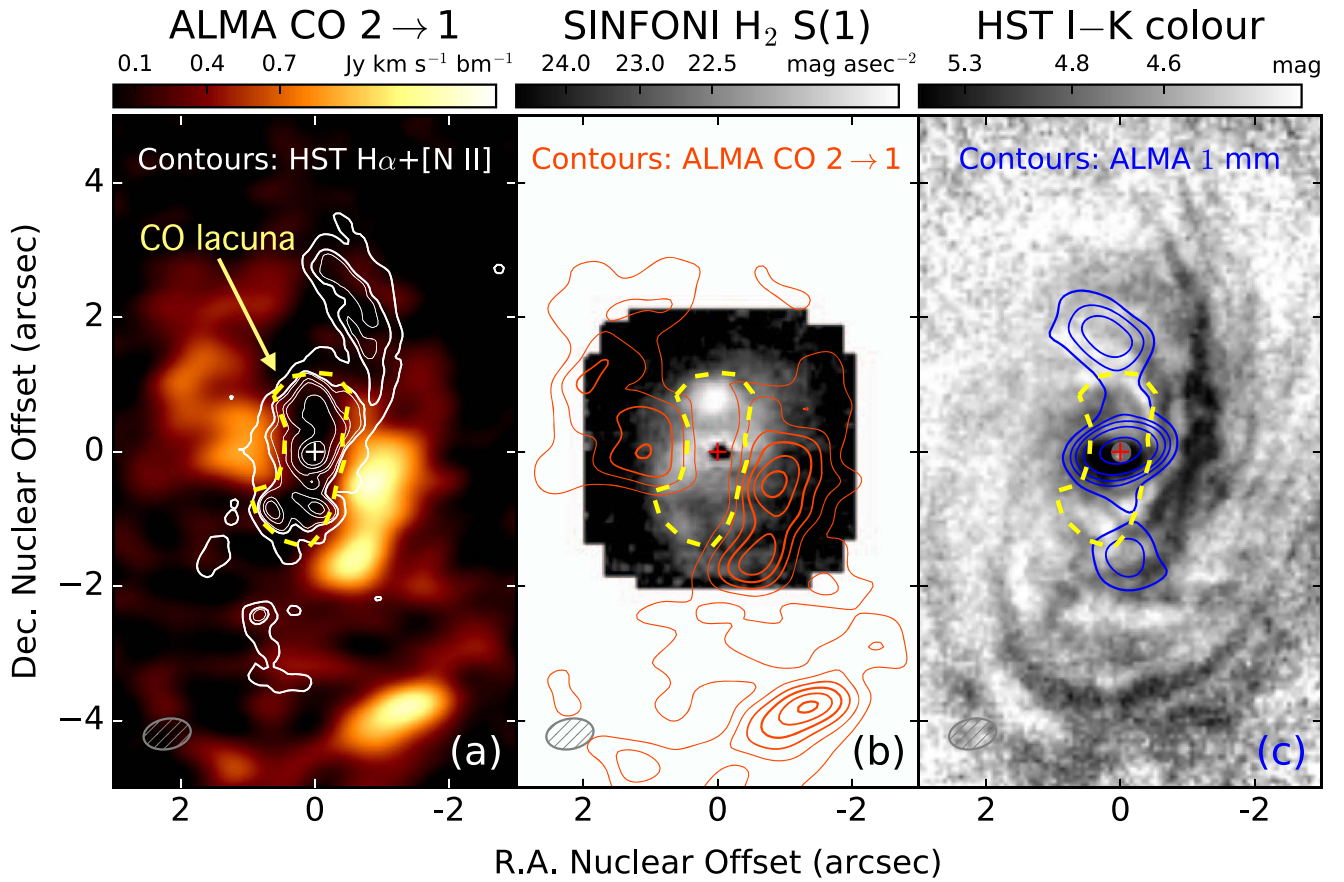 ALMA CO 2→1 SINFONI H₂ S(1) HST I−K colour
0.1 0.4 0.7 Jy km s⁻¹ bm⁻¹ 24.0 23.0 22.5 mag asec⁻² 5.3 4.8 4.6 mag
Contours: HST Hα+[N II] Contours: ALMA CO 2→1 Contours: ALMA 1 mm
4
CO lacuna
2
0
−2
−4
(a) (b) (c)
2 0 -2 2 0 -2 2 0 -2
Dec. Nuclear Offset (arcsec)
R.A. Nuclear Offset (arcsec)